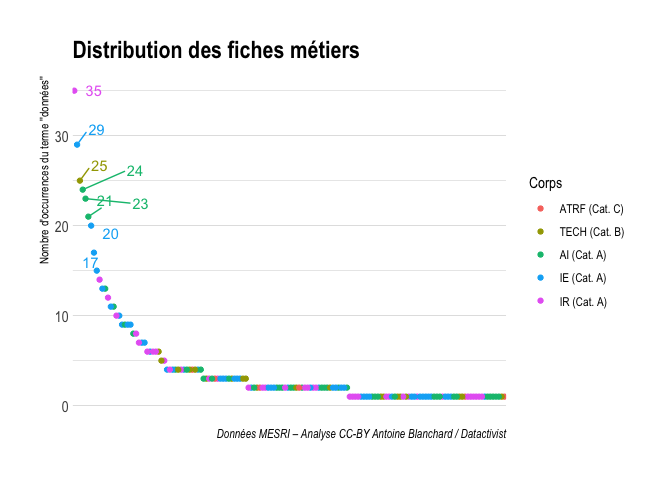 Distribution des fiches métiers
Nombre d'occurrences du terme "données"
35
29
25
24
23
21
20
17
30
20
10
0
Corps
ATRF (Cat. C)
TECH (Cat. B)
AI (Cat. A)
IE (Cat. A)
IR (Cat. A)
Données MESRI – Analyse CC-BY Antoine Blanchard / Datactivist